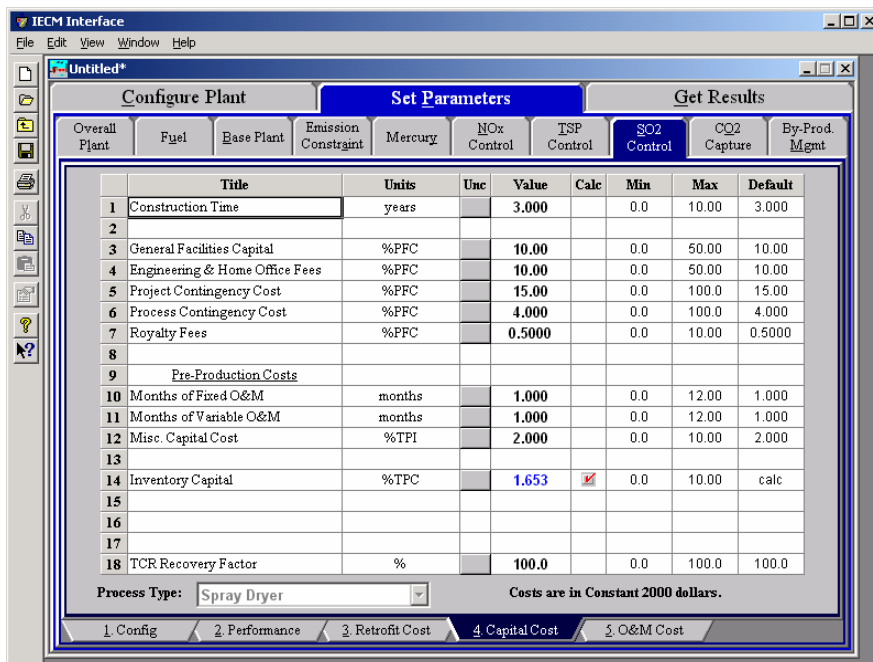 IECM Interface
File Edit View Window Help
Untitled*
Configure Plant Set Parameters Get Results
Overall Plant Fuel Base Plant Emission Constraint Mercury NOx Control TSP Control SO2 Control CO2 Capture By-Prod. Mgmt
Title Units Unc Value Calc Min Max Default
1 Construction Time years 3.000 0.0 10.00 3.000
2
3 General Facilities Capital %PFC 10.00 0.0 50.00 10.00
4 Engineering & Home Office Fees %PFC 10.00 0.0 50.00 10.00
5 Project Contingency Cost %PFC 15.00 0.0 100.0 15.00
6 Process Contingency Cost %PFC 4.000 0.0 100.0 4.000
7 Royalty Fees %PFC 0.5000 0.0 10.00 0.5000
8
9 Pre-Production Costs
10 Months of Fixed O&M months 1.000 0.0 12.00 1.000
11 Months of Variable O&M months 1.000 0.0 12.00 1.000
12 Misc. Capital Cost %TPI 2.000 0.0 10.00 2.000
13
14 Inventory Capital %TPC 1.653 0.0 10.00 calc
15
16
17
18 TCR Recovery Factor % 100.0 0.0 100.0 100.0
Process Type: Spray Dryer Costs are in Constant 2000 dollars.
1. Config 2. Performance 3. Retrofit Cost 4. Capital Cost 5. O&M Cost